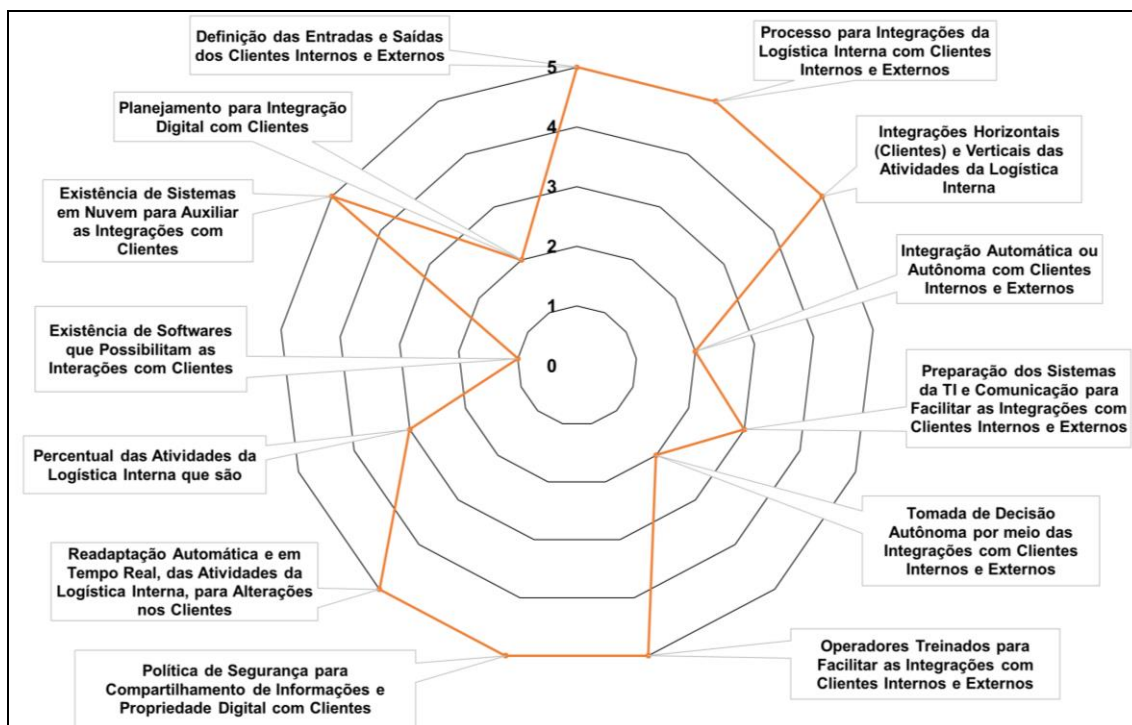 Definição das Entradas e Saídas
dos Clientes Internos e Externos
Processo para Integrações da
Logística Interna com Clientes
Internos e Externos
Planejamento para Integração
Digital com Clientes
Integrações Horizontais
(Clientes) e Verticais das
Atividades da Logística
Interna
Existência de Sistemas
em Nuvem para Auxiliar
as Integrações com
Clientes
Integração Automática ou
Autônoma com Clientes
Internos e Externos
Existência de Softwares
que Possibilitam as
Interações com Clientes
Preparação dos Sistemas
da TI e Comunicação para
Facilitar as Integrações com
Clientes Internos e Externos
Percentual das Atividades da
Logística Interna que são
Tomada de Decisão
Autônoma por meio das
Integrações com Clientes
Internos e Externos
Readaptação Automática e em
Tempo Real, das Atividades da
Logística Interna, para Alterações
nos Clientes
Operadores Treinados para
Facilitar as Integrações com
Clientes Internos e Externos
Política de Segurança para
Compartilhamento de Informações e
Propriedade Digital com Clientes
5
4
3
2
1
0